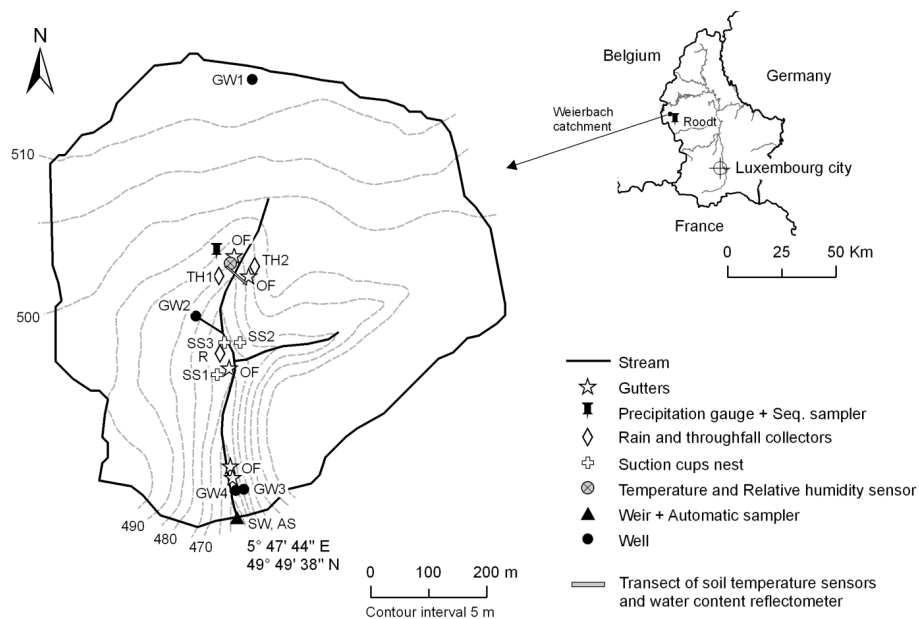 N
GW1
510
OF
TH2
TH1
OF
GW2
500
SS3
SS2
R
SS1
OF
OF
GW4
GW3
490
480
470
SW, AS
5° 47' 44" E
49° 49' 38" N
0 100 200 m
Contour interval 5 m
Belgium
Germany
Weierbach
catchment
Roodt
Luxembourg city
France
0 25 50 Km
Stream
Gutters
Precipitation gauge + Seq. sampler
Rain and throughfall collectors
Suction cups nest
Temperature and Relative humidity sensor
Weir + Automatic sampler
Well
Transect of soil temperature sensors
and water content reflectometer